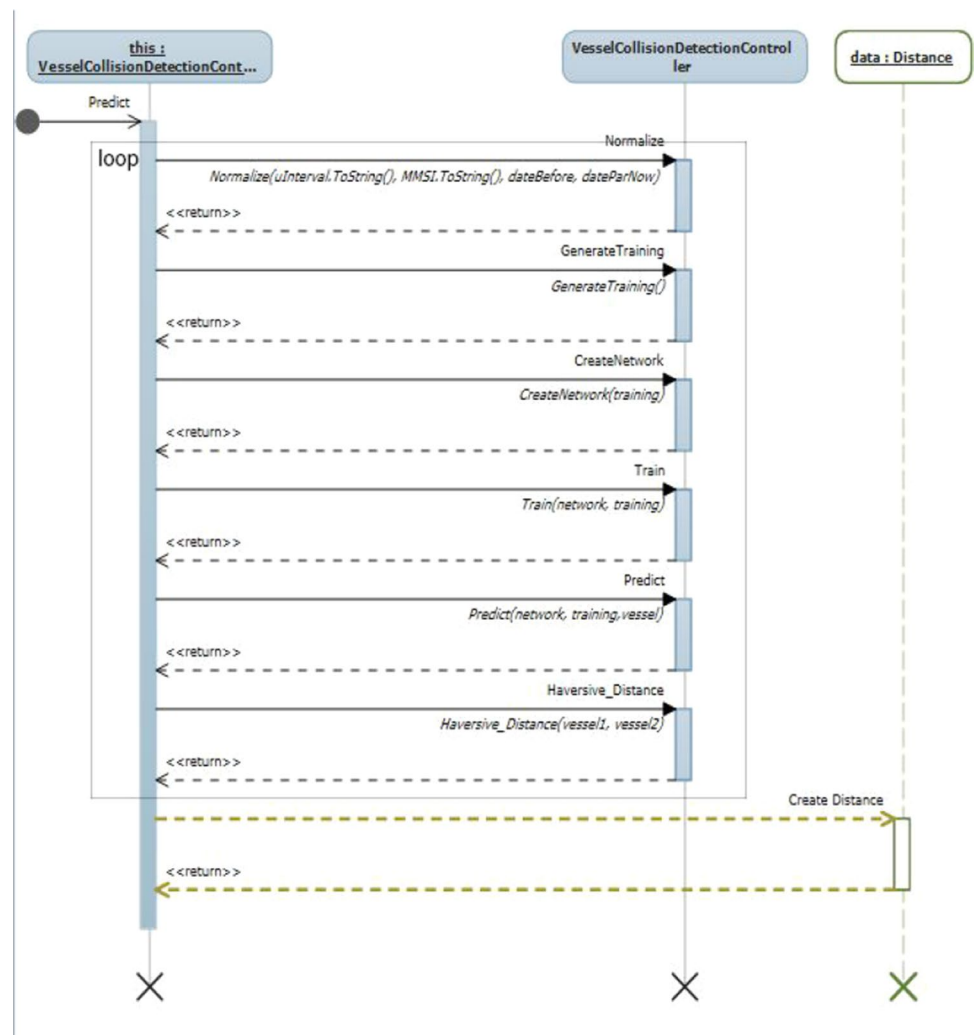 this :
VesselCollisionDetectionCont...
VesselCollisionDetectionControl
ler
data : Distance
Predict
loop
Normalize
Normalize(uInterval.ToString(), MMSI.ToString(), dateBefore, dateParNow)
<<return>>
GenerateTraining
GenerateTraining()
<<return>>
CreateNetwork
CreateNetwork(training)
<<return>>
Train
Train(network, training)
<<return>>
Predict
Predict(network, training,vessel)
<<return>>
Haversive_Distance
Haversive_Distance(vessel1, vessel2)
<<return>>
Create Distance
<<return>>